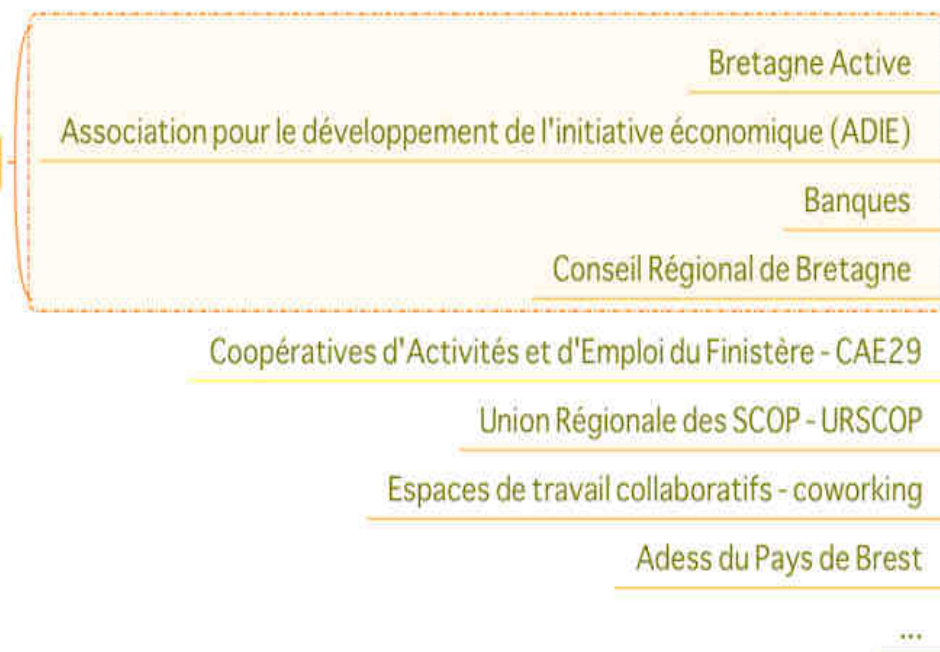 Bretagne Active
Association pour le développement de l'initiative économique (ADIE)
Banques
Conseil Régional de Bretagne
Coopératives d'Activités et d'Emploi du Finistère - CAE29
Union Régionale des SCOP - URSCOP
Espaces de travail collaboratifs - coworking
Adess du Pays de Brest
...